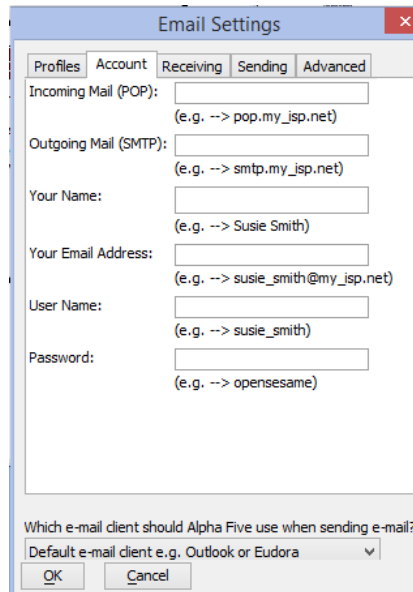 Email Settings
Profiles Account Receiving Sending Advanced
Incoming Mail (POP):
(e.g. --> pop.my_isp.net)
Outgoing Mail (SMTP):
(e.g. --> smtp.my_isp.net)
Your Name:
(e.g. --> Susie Smith)
Your Email Address:
(e.g. --> susie_smith@my_isp.net)
User Name:
(e.g. --> susie_smith)
Password:
(e.g. --> opensesame)
Which e-mail client should Alpha Five use when sending e-mail?
Default e-mail client e.g. Outlook or Eudora
OK Cancel